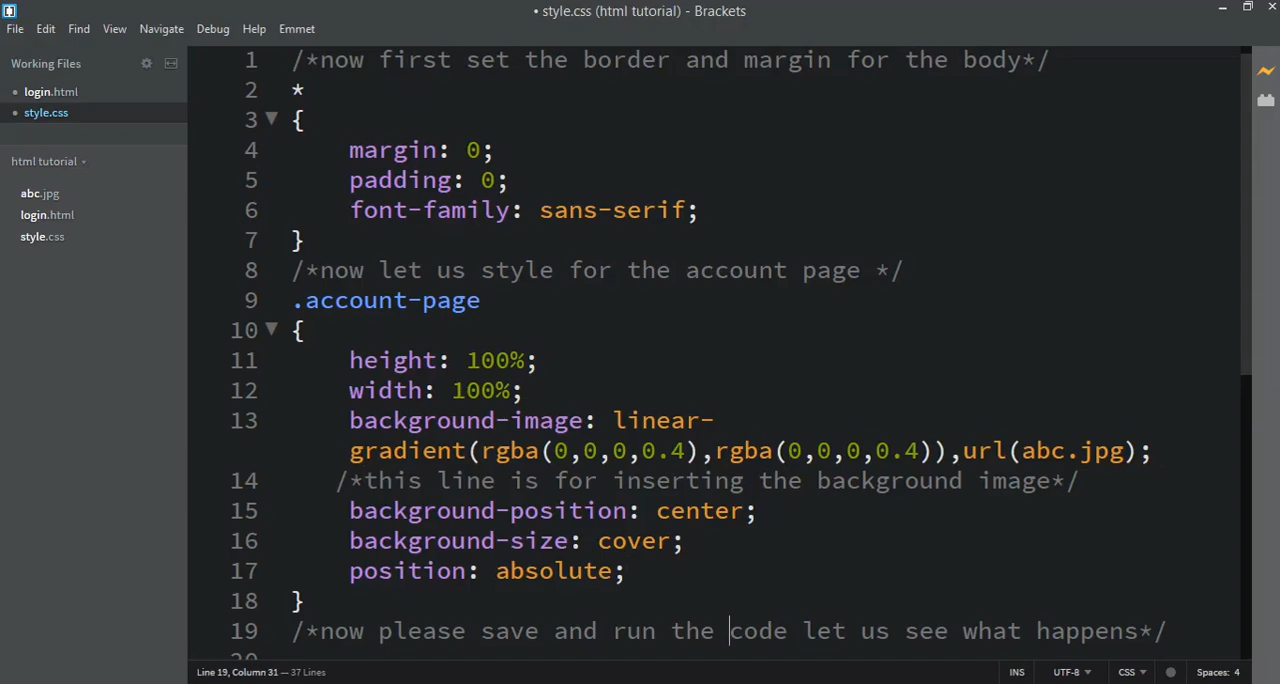 • style.css (html tutorial) - Brackets
File Edit Find View Navigate Debug Help Emmet
Working Files
login.html
style.css
html tutorial
abc.jpg
login.html
style.css
1 /*now first set the border and margin for the body*/
2 *
3 {
4 margin: 0;
5 padding: 0;
6 font-family: sans-serif;
7 }
8 /*now let us style for the account page */
9 .account-page
10 {
11 height: 100%;
12 width: 100%;
13 background-image: linear-
gradient(rgba(0,0,0,0.4),rgba(0,0,0,0.4)),url(abc.jpg);
14 /*this line is for inserting the background image*/
15 background-position: center;
16 background-size: cover;
17 position: absolute;
18 }
19 /*now please save and run the code let us see what happens*/
20
Line 19, Column 31 — 37 Lines
INS UTF-8 CSS Spaces: 4